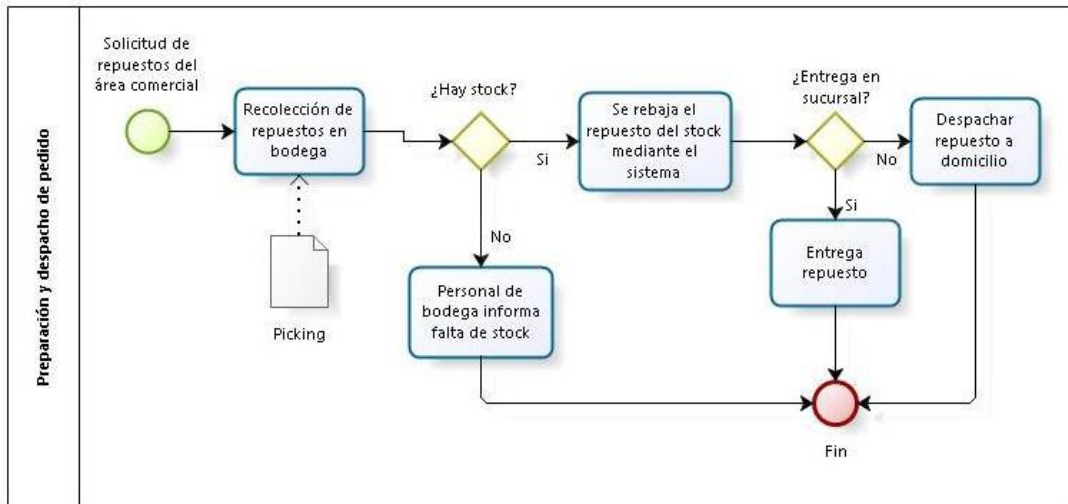 Preparación y despacho de pedido
Solicitud de
repuestos del
área comercial
Recolección de
repuestos en
bodega
Picking
¿Hay stock?
Si
No
Personal de
bodega informa
falta de stock
Se rebaja el
repuesto del stock
mediante el
sistema
¿Entrega en
sucursal?
No
Si
Despachar
repuesto a
domicilio
Entrega
repuesto
Fin